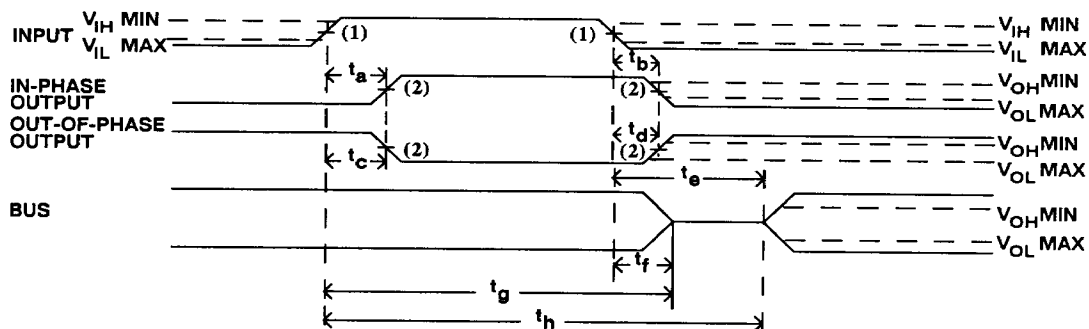 V_IH MIN
INPUT
V_IL MAX
(1)
(1)
V_IH MIN
V_IL MAX
t_a
t_b
IN-PHASE
OUTPUT
(2)
(2)
V_OH MIN
V_OL MAX
OUT-OF-PHASE
OUTPUT
t_c
(2)
t_d
(2)
V_OH MIN
V_OL MAX
t_e
BUS
V_OH MIN
V_OL MAX
t_f
t_g
t_h